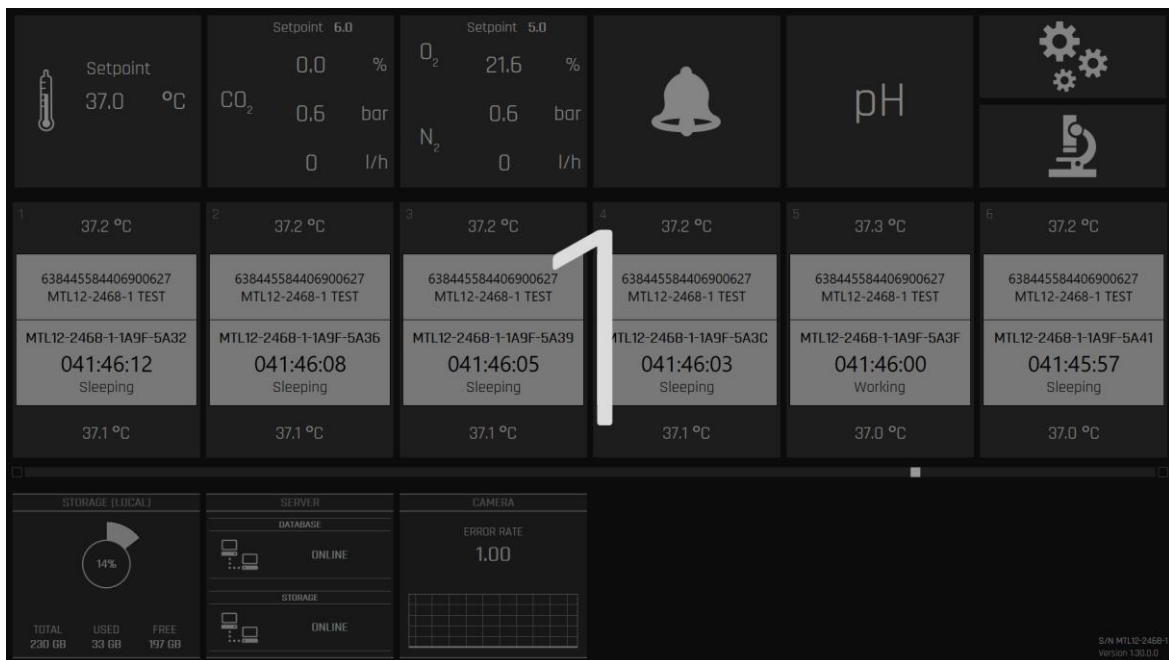 Setpoint
37.0 °C
Setpoint 6.0
CO₂
0.0 %
0.6 bar
0 l/h
Setpoint 5.0
O₂ 21.6 %
0.6 bar
N₂
0 l/h
pH
1 37.2 °C
638445584406900627
MTL12-2468-1 TEST
MTL12-2468-1-1A9F-5A32
041:46:12
Sleeping
37.1 °C
2 37.2 °C
638445584406900627
MTL12-2468-1 TEST
MTL12-2468-1-1A9F-5A36
041:46:08
Sleeping
37.1 °C
3 37.2 °C
638445584406900627
MTL12-2468-1 TEST
MTL12-2468-1-1A9F-5A39
041:46:05
Sleeping
37.1 °C
4 37.2 °C
638445584406900627
MTL12-2468-1 TEST
MTL12-2468-1-1A9F-5A3C
041:46:03
Sleeping
37.1 °C
5 37.3 °C
638445584406900627
MTL12-2468-1 TEST
MTL12-2468-1-1A9F-5A3F
041:46:00
Working
37.0 °C
6 37.2 °C
638445584406900627
MTL12-2468-1 TEST
MTL12-2468-1-1A9F-5A41
041:45:57
Sleeping
37.0 °C
1
STORAGE (LOCAL)
14%
TOTAL USED FREE
230 GB 33 GB 197 GB
SERVER
DATABASE
ONLINE
STORAGE
ONLINE
CAMERA
ERROR RATE
1.00
S/N MTL12-2468-1
Version 1.30.0.0